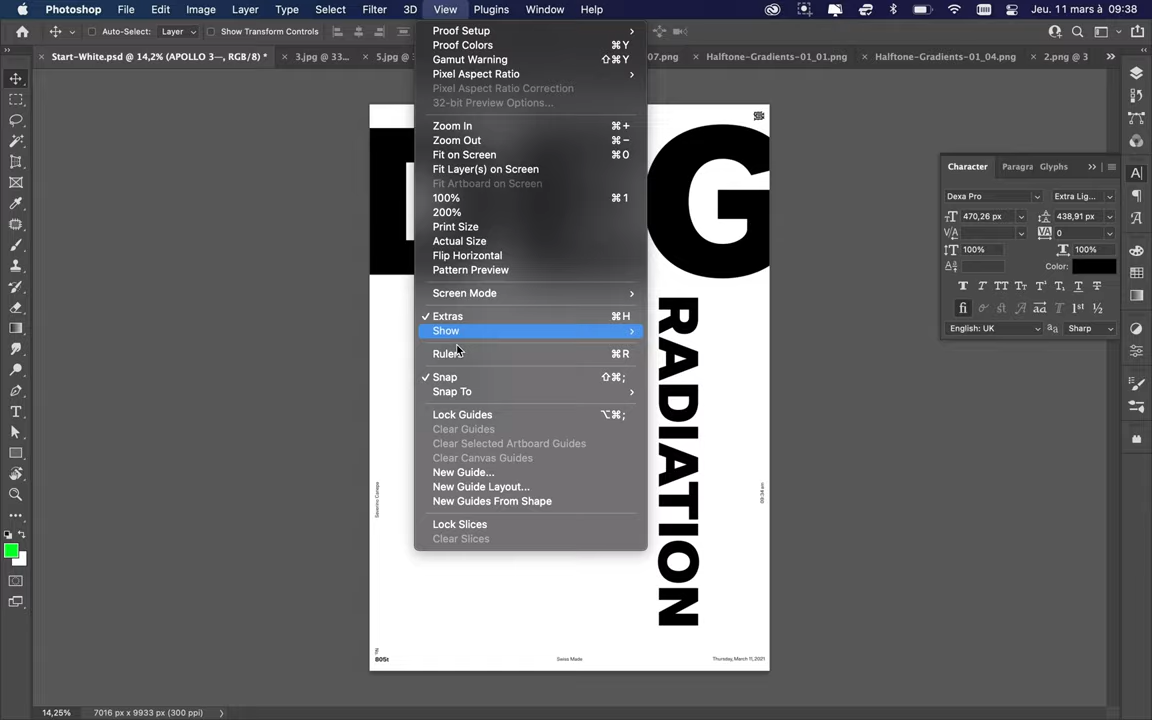 Photoshop File Edit Image Layer Type Select Filter 3D View Plugins Window Help Jeu. 11 mars à 09:38
Auto-Select: Layer Show Transform Controls
Start-White.psd @ 14,2% (APOLLO 3—, RGB/8) * 3.jpg @ 33... 5.jpg @ 07.png Halftone-Gradients-01_01.png Halftone-Gradients-01_04.png 2.png @ 3
Proof Setup
Proof Colors ⌘Y
Gamut Warning ⇧⌘Y
Pixel Aspect Ratio
Pixel Aspect Ratio Correction
32-bit Preview Options...
Zoom In ⌘+
Zoom Out ⌘−
Fit on Screen ⌘0
Fit Layer(s) on Screen
Fit Artboard on Screen
100% ⌘1
200%
Print Size
Actual Size
Flip Horizontal
Pattern Preview
Screen Mode
Extras ⌘H
Show
Rulers ⌘R
Snap ⇧⌘;
Snap To
Lock Guides ⌥⌘;
Clear Guides
Clear Selected Artboard Guides
Clear Canvas Guides
New Guide...
New Guide Layout...
New Guides From Shape
Lock Slices
Clear Slices
G
RADIATION
09:34 am
805t
Swiss Made
Thursday, March 11, 2021
Character Paragra Glyphs
Dexa Pro Extra Lig...
470,26 px 438,91 px
0
100% 100%
Color:
English: UK Sharp
14,25% 7016 px x 9933 px (300 ppi)